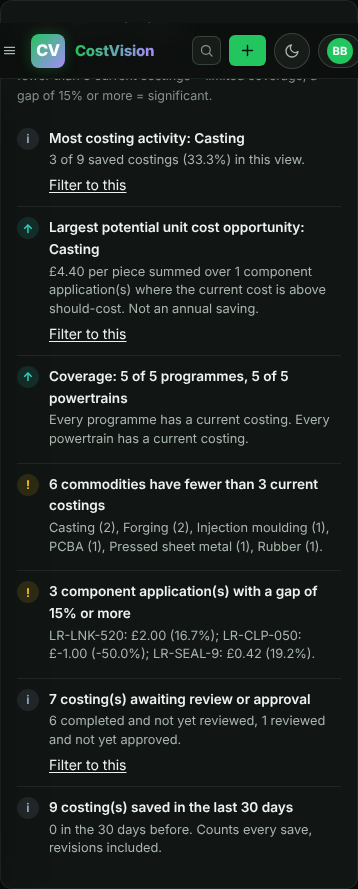 CV CostVision BB
gap of 15% or more = significant.
Most costing activity: Casting
3 of 9 saved costings (33.3%) in this view.
Filter to this
Largest potential unit cost opportunity:
Casting
£4.40 per piece summed over 1 component
application(s) where the current cost is above
should-cost. Not an annual saving.
Filter to this
Coverage: 5 of 5 programmes, 5 of 5
powertrains
Every programme has a current costing. Every
powertrain has a current costing.
6 commodities have fewer than 3 current
costings
Casting (2), Forging (2), Injection moulding (1),
PCBA (1), Pressed sheet metal (1), Rubber (1).
3 component application(s) with a gap of
15% or more
LR-LNK-520: £2.00 (16.7%); LR-CLP-050:
£-1.00 (-50.0%); LR-SEAL-9: £0.42 (19.2%).
7 costing(s) awaiting review or approval
6 completed and not yet reviewed, 1 reviewed
and not yet approved.
Filter to this
9 costing(s) saved in the last 30 days
0 in the 30 days before. Counts every save,
revisions included.